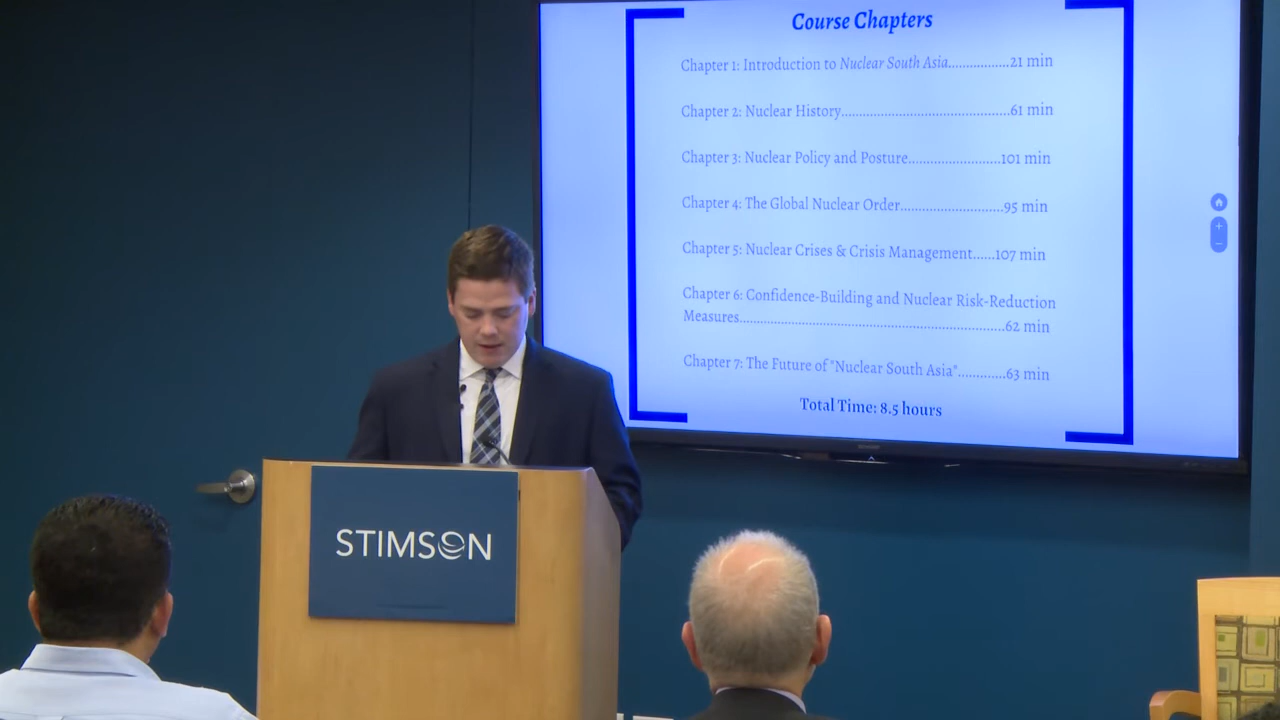 Course Chapters
Chapter 1: Introduction to Nuclear South Asia................21 min
Chapter 2: Nuclear History............................................61 min
Chapter 3: Nuclear Policy and Posture........................101 min
Chapter 4: The Global Nuclear Order...........................95 min
Chapter 5: Nuclear Crises & Crisis Management......107 min
Chapter 6: Confidence-Building and Nuclear Risk-Reduction
Measures......................................................................62 min
Chapter 7: The Future of "Nuclear South Asia".............63 min
Total Time: 8.5 hours
STIMSON